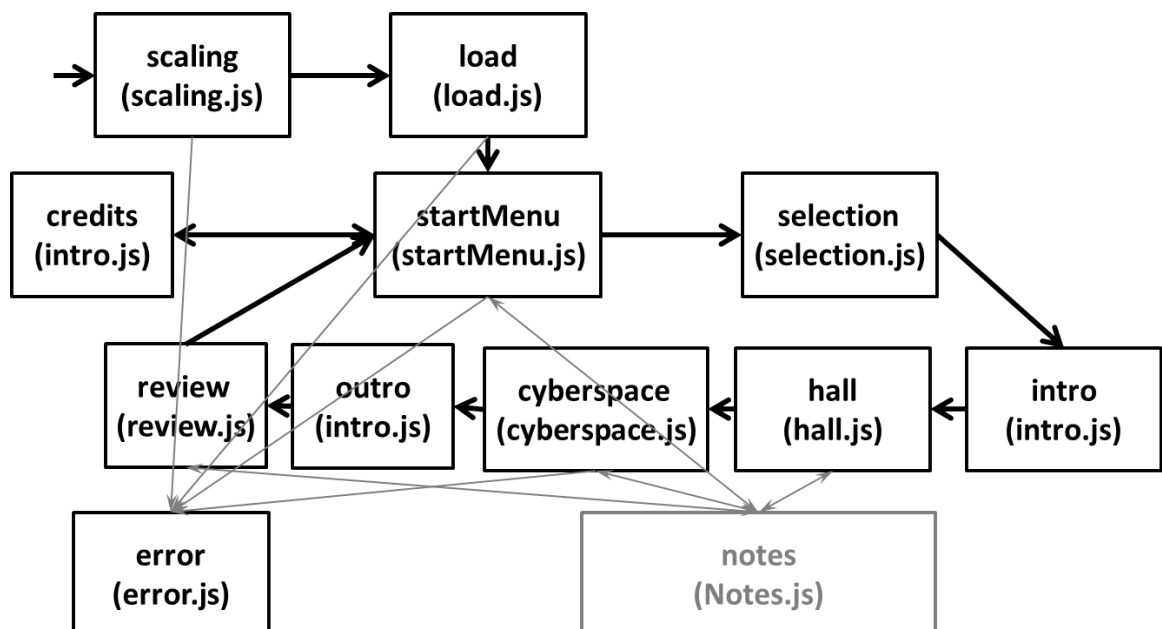 scaling
(scaling.js)
load
(load.js)
credits
(intro.js)
startMenu
(startMenu.js)
selection
(selection.js)
review
(review.js)
outro
(intro.js)
cyberspace
(cyberspace.js)
hall
(hall.js)
intro
(intro.js)
error
(error.js)
notes
(Notes.js)